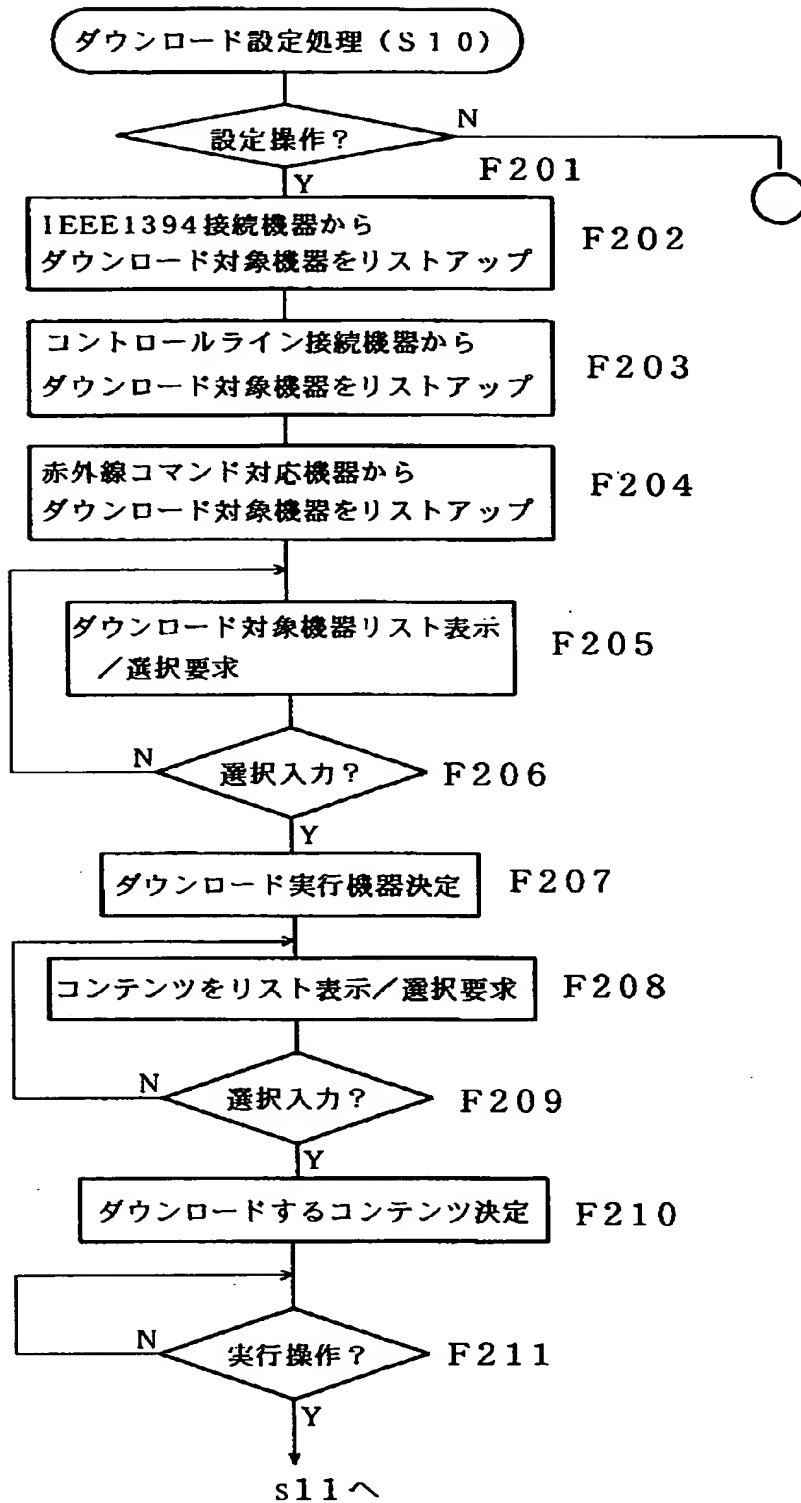 ダウンロード設定処理（S10）
設定操作？
N
F201
Y
IEEE1394接続機器から
ダウンロード対象機器をリストアップ
F202
コントロールライン接続機器から
ダウンロード対象機器をリストアップ
F203
赤外線コマンド対応機器から
ダウンロード対象機器をリストアップ
F204
ダウンロード対象機器リスト表示
／選択要求
F205
N
選択入力？
F206
Y
ダウンロード実行機器決定
F207
コンテンツをリスト表示／選択要求
F208
N
選択入力？
F209
Y
ダウンロードするコンテンツ決定
F210
N
実行操作？
F211
Y
s11へ